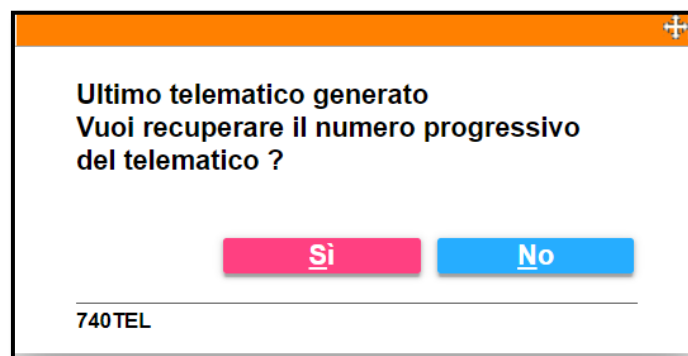 Ultimo telematico generato
Vuoi recuperare il numero progressivo
del telematico ?
Sì
No
740TEL